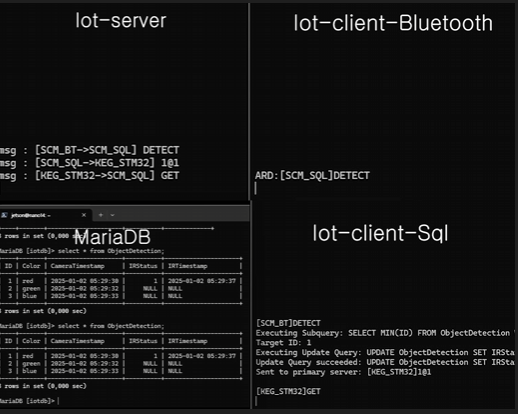 Iot-server
msg : [SCM_BT->SCM_SQL] DETECT
msg : [SCM_SQL->KEG_STM32] 1@1
msg : [KEG_STM32->SCM_SQL] GET
Iot-client-Bluetooth
ARD:[SCM_SQL]DETECT
MariaDB
3 rows in set (0,000 sec)
MariaDB [iotdb]> select * from ObjectDetection;
| ID | Color | CameraTimestamp | IRStatus | IRTimestamp |
| 1 | red | 2025-01-02 05:29:30 | 1 | 2025-01-02 05:29:37 |
| 2 | green | 2025-01-02 05:29:32 | NULL | NULL |
| 3 | blue | 2025-01-02 05:29:33 | NULL | NULL |
3 rows in set (0,000 sec)
MariaDB [iotdb]> select * from ObjectDetection;
| ID | Color | CameraTimestamp | IRStatus | IRTimestamp |
| 1 | red | 2025-01-02 05:29:30 | 1 | 2025-01-02 05:29:37 |
| 2 | green | 2025-01-02 05:29:32 | NULL | NULL |
| 3 | blue | 2025-01-02 05:29:33 | NULL | NULL |
3 rows in set (0,000 sec)
MariaDB [iotdb]>
Iot-client-Sql
[SCM_BT]DETECT
Executing Subquery: SELECT MIN(ID) FROM ObjectDetection
Target ID: 1
Executing Update Query: UPDATE ObjectDetection SET IRSta
Update Query succeeded: UPDATE ObjectDetection SET IRSta
Sent to primary server: [KEG_STM32]1@1
[KEG_STM32]GET